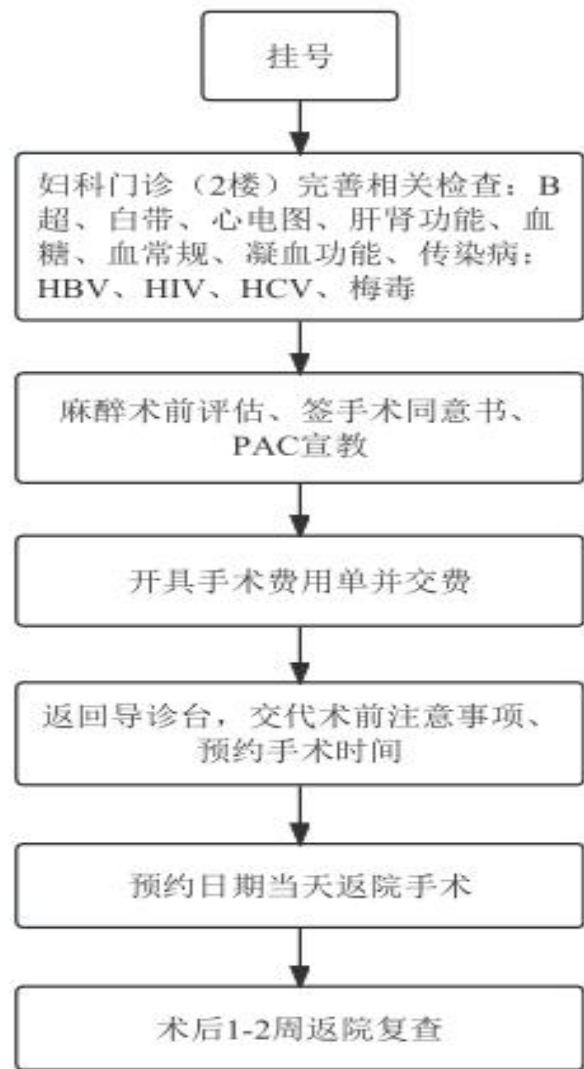 挂号
妇科门诊（2楼）完善相关检查：B
超、白带、心电图、肝肾功能、血
糖、血常规、凝血功能、传染病：
HBV、HIV、HCV、梅毒
麻醉术前评估、签手术同意书、
PAC宣教
开具手术费用单并交费
返回导诊台，交代术前注意事项、
预约手术时间
预约日期当天返院手术
术后1-2周返院复查